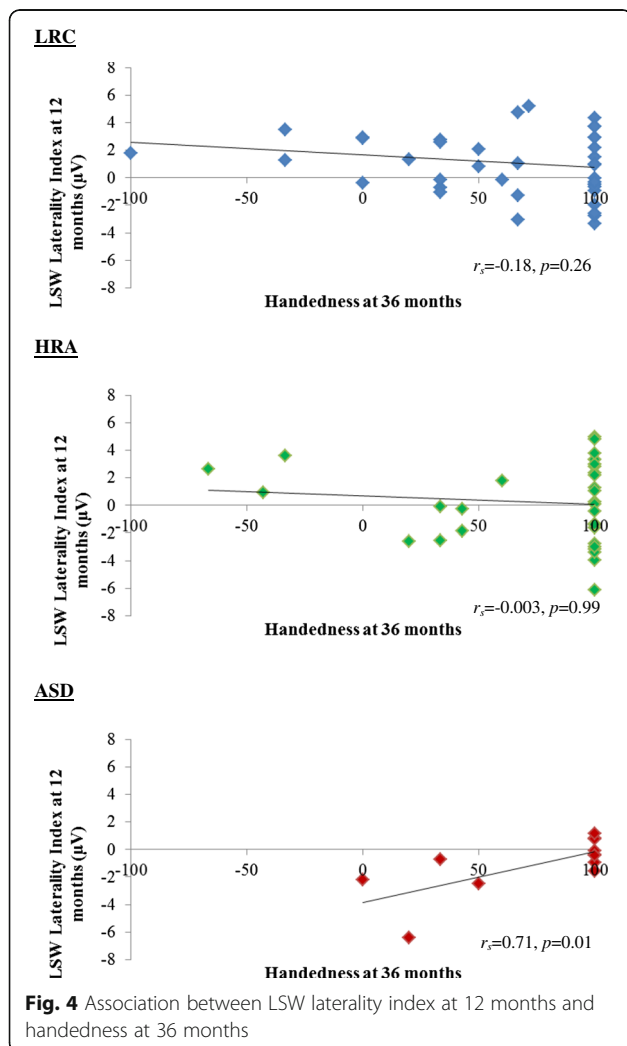 LRC
LSW Laterality Index at 12
months (µV)
8
6
4
2
0
-2
-4
-6
-8
-100
-50
0
50
100
rₛ=-0.18, p=0.26
Handedness at 36 months
HRA
LSW Laterality Index at 12
months (µV)
8
6
4
2
0
-2
-4
-6
-8
-100
-50
0
50
100
rₛ=-0.003, p=0.99
Handedness at 36 months
ASD
LSW Laterality Index at 12
months (µV)
8
6
4
2
0
-2
-4
-6
-8
-100
-50
0
50
100
rₛ=0.71, p=0.01
Handedness at 36 months
Fig. 4 Association between LSW laterality index at 12 months and
handedness at 36 months